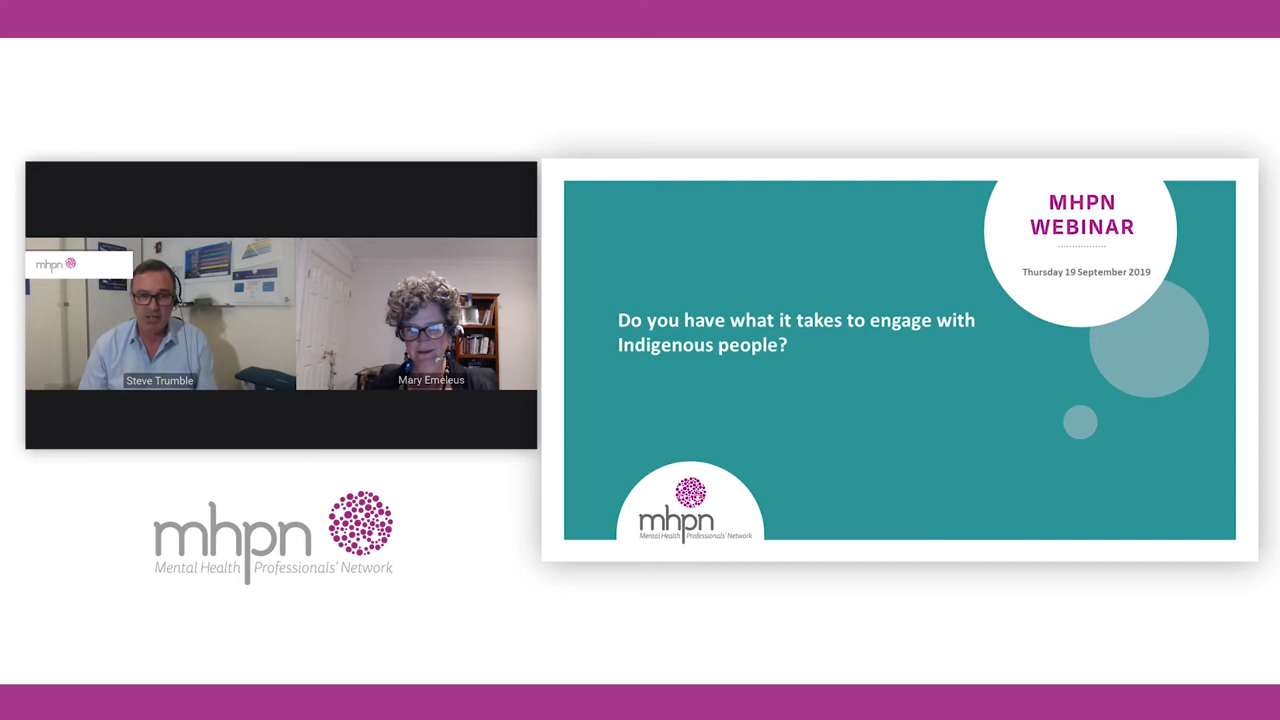 mhpn
Steve Trumble
Mary Emeleus
mhpn
Mental Health Professionals' Network
MHPN
WEBINAR
Thursday 19 September 2019
Do you have what it takes to engage with
Indigenous people?
mhpn
Mental Health Professionals' Network